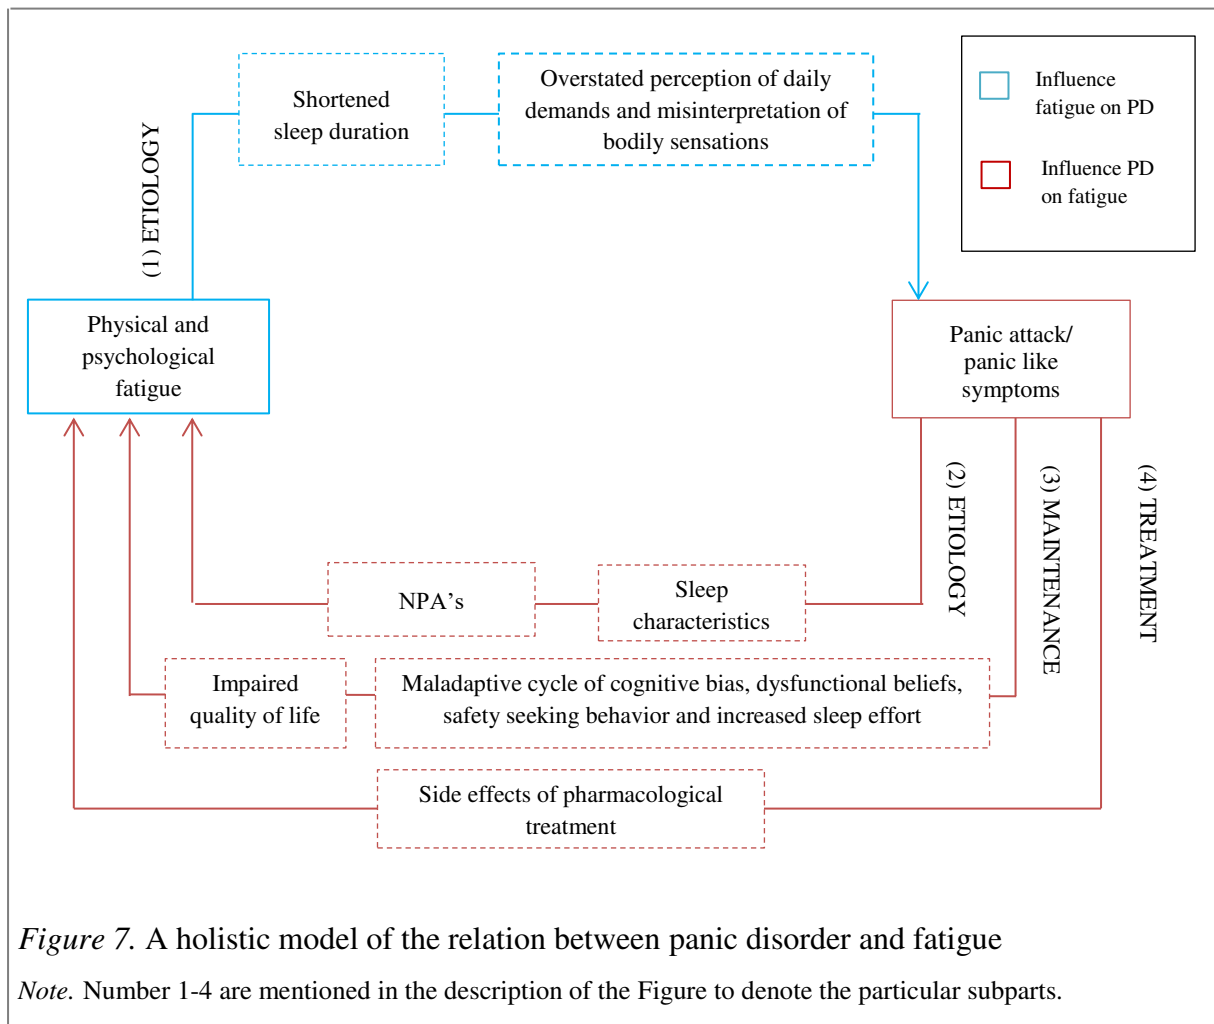 Shortened
sleep duration
Overstated perception of daily
demands and misinterpretation of
bodily sensations
Influence
fatigue on PD
Influence PD
on fatigue
(1) ETIOLOGY
Physical and
psychological
fatigue
Panic attack/
panic like
symptoms
(2) ETIOLOGY
(3) MAINTENANCE
(4) TREATMENT
NPA's
Sleep
characteristics
Impaired
quality of life
Maladaptive cycle of cognitive bias, dysfunctional beliefs,
safety seeking behavior and increased sleep effort
Side effects of pharmacological
treatment
Figure 7. A holistic model of the relation between panic disorder and fatigue
Note. Number 1-4 are mentioned in the description of the Figure to denote the particular subparts.